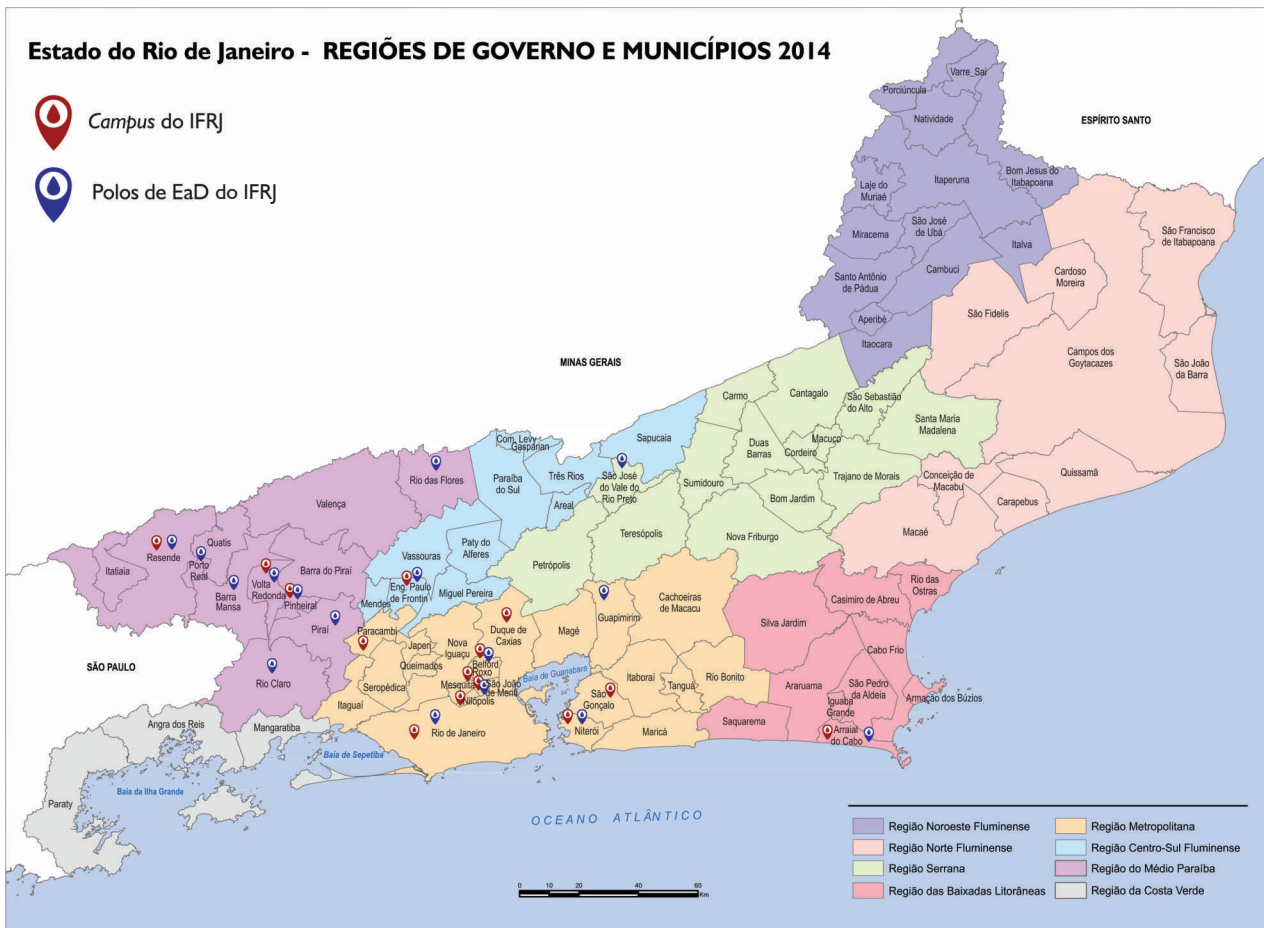 Estado do Rio de Janeiro - REGIÕES DE GOVERNO E MUNICÍPIOS 2014
Campus do IFRJ
Polos de EaD do IFRJ
ESPÍRITO SANTO
MINAS GERAIS
SÃO PAULO
Varre_Sai
Porciúncula
Natividade
Bom Jesus do
Itabapoana
Itaperuna
Laje do
Muriaé
São José
de Ubá
Miracema
Italva
Cambuci
Santo Antônio
de Pádua
Aperibé
Itaocara
São Francisco
de Itabapoana
Cardoso
Moreira
São Fidelis
Campos dos
Goytacazes
São João
da Barra
Quissamã
Conceição de
Macabu
Carapebus
Macaé
Cantagalo
Carmo
São Sebastião
do Alto
Santa Maria
Madalena
Duas
Barras
Macuco
Cordeiro
Trajano de Morais
Sumidouro
Bom Jardim
Nova Friburgo
Teresópolis
Petrópolis
São José
do Vale do
Rio Preto
Sapucaia
Com. Levy
Gasparian
Três Rios
Paraíba
do Sul
Areal
Paty do
Alferes
Vassouras
Eng. Paulo
de Frontin
Miguel Pereira
Mendes
Rio das Flores
Valença
Quatis
Resende
Porto
Real
Itatiaia
Barra
Mansa
Volta
Redonda
Barra do Piraí
Pinheiral
Piraí
Rio Claro
Paracambi
Japeri
Queimados
Seropédica
Itaguaí
Nova
Iguaçu
Duque de
Caxias
Belford
Roxo
Mesquita
São João
de Meriti
Nilópolis
Rio de Janeiro
Magé
Guapimirim
Cachoeiras
de Macacu
Baia de Guanabara
Itaboraí
Tanguá
Rio Bonito
São
Gonçalo
Niterói
Maricá
Silva Jardim
Casimiro de Abreu
Rio das
Ostras
Cabo Frio
Araruama
São Pedro
da Aldeia
Iguaba
Grande
Armação dos Búzios
Saquarema
Arraial
do Cabo
Angra dos Reis
Mangaratiba
Paraty
Baia da Ilha Grande
Baia de Sepetiba
OCEANO ATLÂNTICO
0 10 20 40 60
Km
Região Noroeste Fluminense
Região Norte Fluminense
Região Serrana
Região das Baixadas Litorâneas
Região Metropolitana
Região Centro-Sul Fluminense
Região do Médio Paraíba
Região da Costa Verde